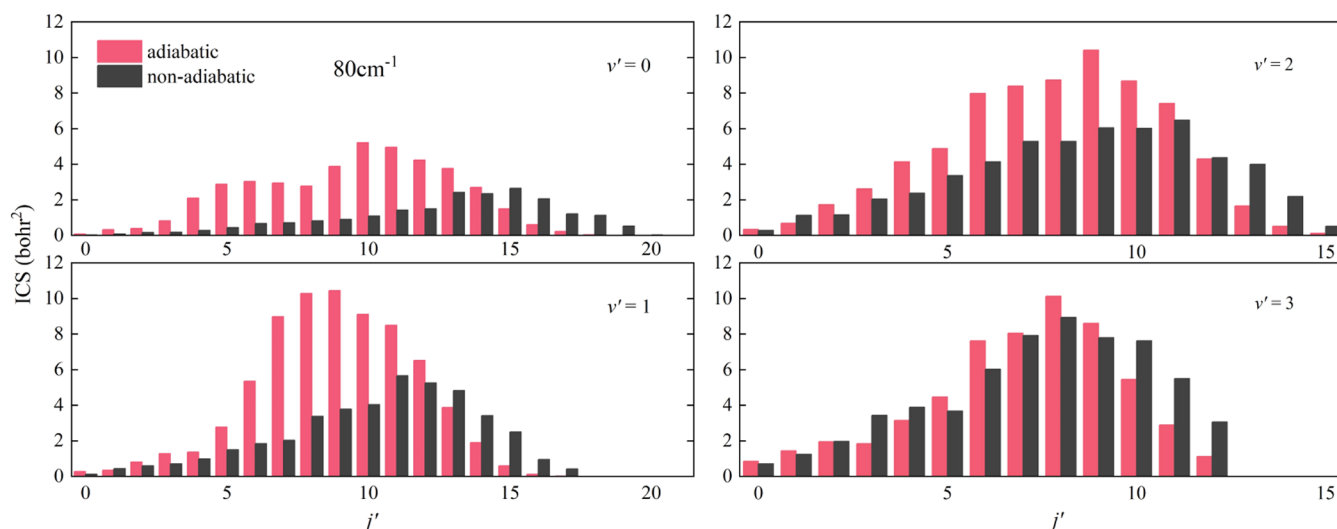 ICS (bohr²)
12
10
8
6
4
2
0
adiabatic
non-adiabatic
80cm⁻¹
v' = 0
0 5 10 15 20
12
10
8
6
4
2
0
v' = 2
0 5 10 15
12
10
8
6
4
2
0
v' = 1
0 5 10 15 20
j'
12
10
8
6
4
2
0
v' = 3
0 5 10 15
j'